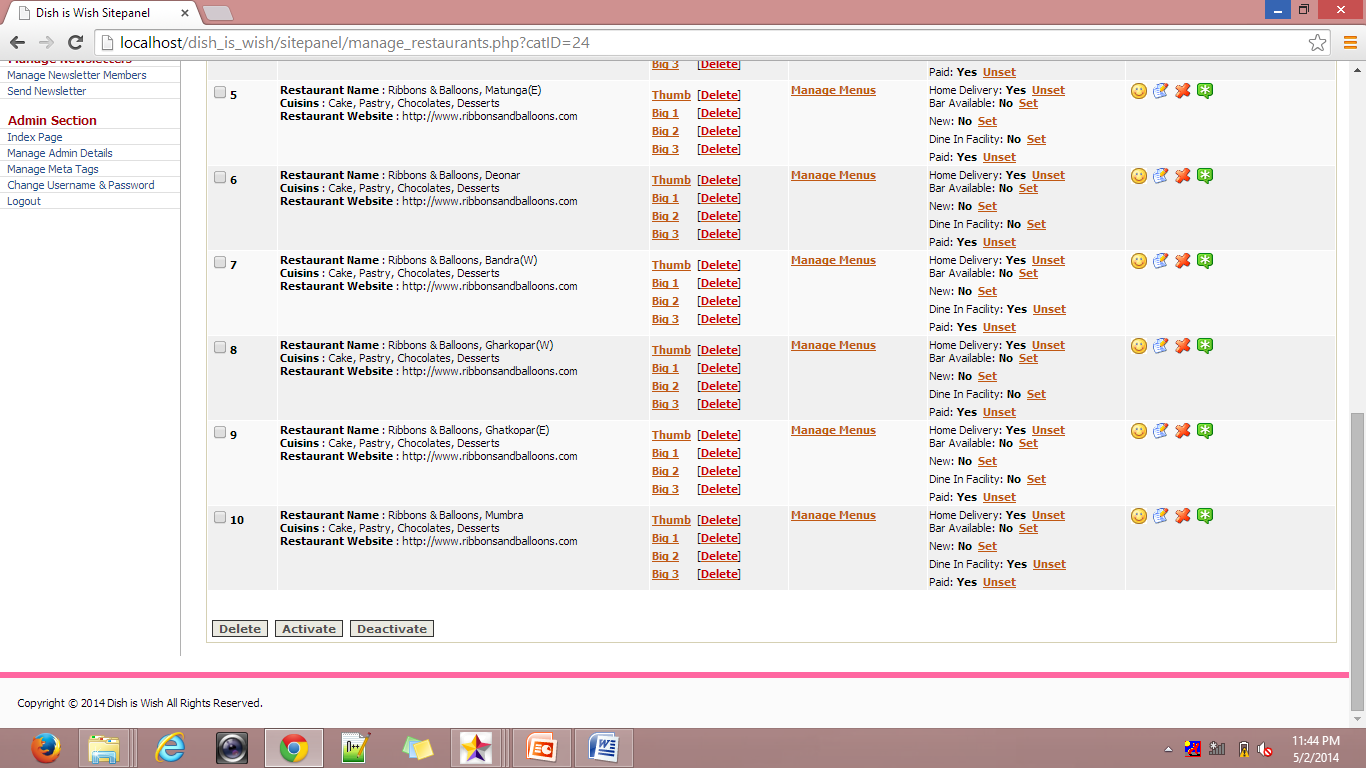 Dish is Wish Sitepanel
localhost/dish_is_wish/sitepanel/manage_restaurants.php?catID=24
Manage Newsletters
Manage Newsletter Members
Send Newsletter
Admin Section
Index Page
Manage Admin Details
Manage Meta Tags
Change Username & Password
Logout
Big 3 [Delete]
Paid: Yes Unset
5
Restaurant Name : Ribbons & Balloons, Matunga(E)
Cuisins : Cake, Pastry, Chocolates, Desserts
Restaurant Website : http://www.ribbonsandballoons.com
Thumb [Delete]
Big 1 [Delete]
Big 2 [Delete]
Big 3 [Delete]
Manage Menus
Home Delivery: Yes Unset
Bar Available: No Set
New: No Set
Dine In Facility: No Set
Paid: Yes Unset
6
Restaurant Name : Ribbons & Balloons, Deonar
Cuisins : Cake, Pastry, Chocolates, Desserts
Restaurant Website : http://www.ribbonsandballoons.com
Thumb [Delete]
Big 1 [Delete]
Big 2 [Delete]
Big 3 [Delete]
Manage Menus
Home Delivery: Yes Unset
Bar Available: No Set
New: No Set
Dine In Facility: No Set
Paid: Yes Unset
7
Restaurant Name : Ribbons & Balloons, Bandra(W)
Cuisins : Cake, Pastry, Chocolates, Desserts
Restaurant Website : http://www.ribbonsandballoons.com
Thumb [Delete]
Big 1 [Delete]
Big 2 [Delete]
Big 3 [Delete]
Manage Menus
Home Delivery: Yes Unset
Bar Available: No Set
New: No Set
Dine In Facility: Yes Unset
Paid: Yes Unset
8
Restaurant Name : Ribbons & Balloons, Gharkopar(W)
Cuisins : Cake, Pastry, Chocolates, Desserts
Restaurant Website : http://www.ribbonsandballoons.com
Thumb [Delete]
Big 1 [Delete]
Big 2 [Delete]
Big 3 [Delete]
Manage Menus
Home Delivery: Yes Unset
Bar Available: No Set
New: No Set
Dine In Facility: No Set
Paid: Yes Unset
9
Restaurant Name : Ribbons & Balloons, Ghatkopar(E)
Cuisins : Cake, Pastry, Chocolates, Desserts
Restaurant Website : http://www.ribbonsandballoons.com
Thumb [Delete]
Big 1 [Delete]
Big 2 [Delete]
Big 3 [Delete]
Manage Menus
Home Delivery: Yes Unset
Bar Available: No Set
New: No Set
Dine In Facility: No Set
Paid: Yes Unset
10
Restaurant Name : Ribbons & Balloons, Mumbra
Cuisins : Cake, Pastry, Chocolates, Desserts
Restaurant Website : http://www.ribbonsandballoons.com
Thumb [Delete]
Big 1 [Delete]
Big 2 [Delete]
Big 3 [Delete]
Manage Menus
Home Delivery: Yes Unset
Bar Available: No Set
New: No Set
Dine In Facility: Yes Unset
Paid: Yes Unset
Delete Activate Deactivate
Copyright © 2014 Dish is Wish All Rights Reserved.
11:44 PM
5/2/2014